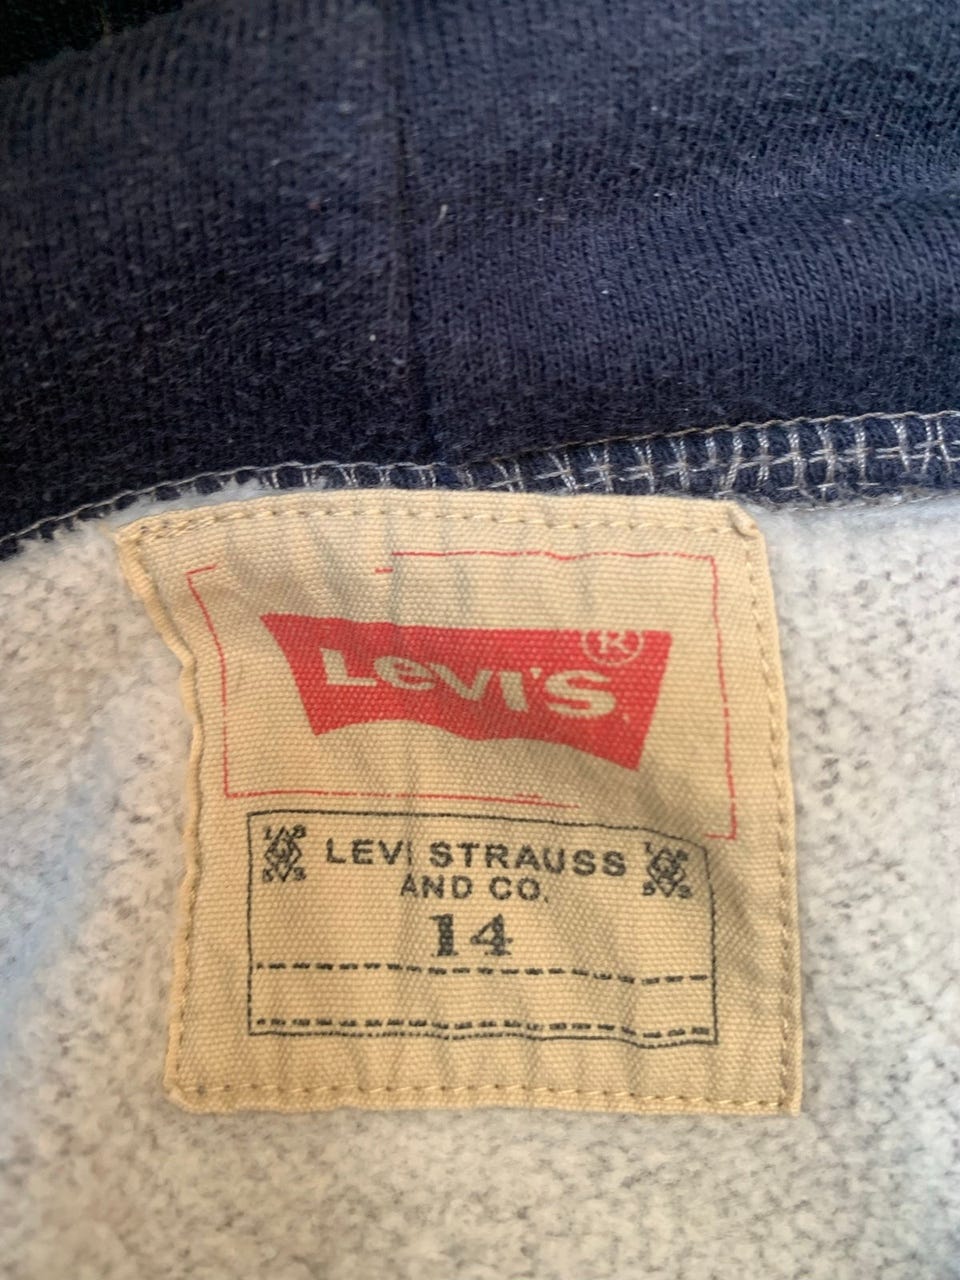 LEVI'S®
LEVI STRAUSS
AND CO.
14